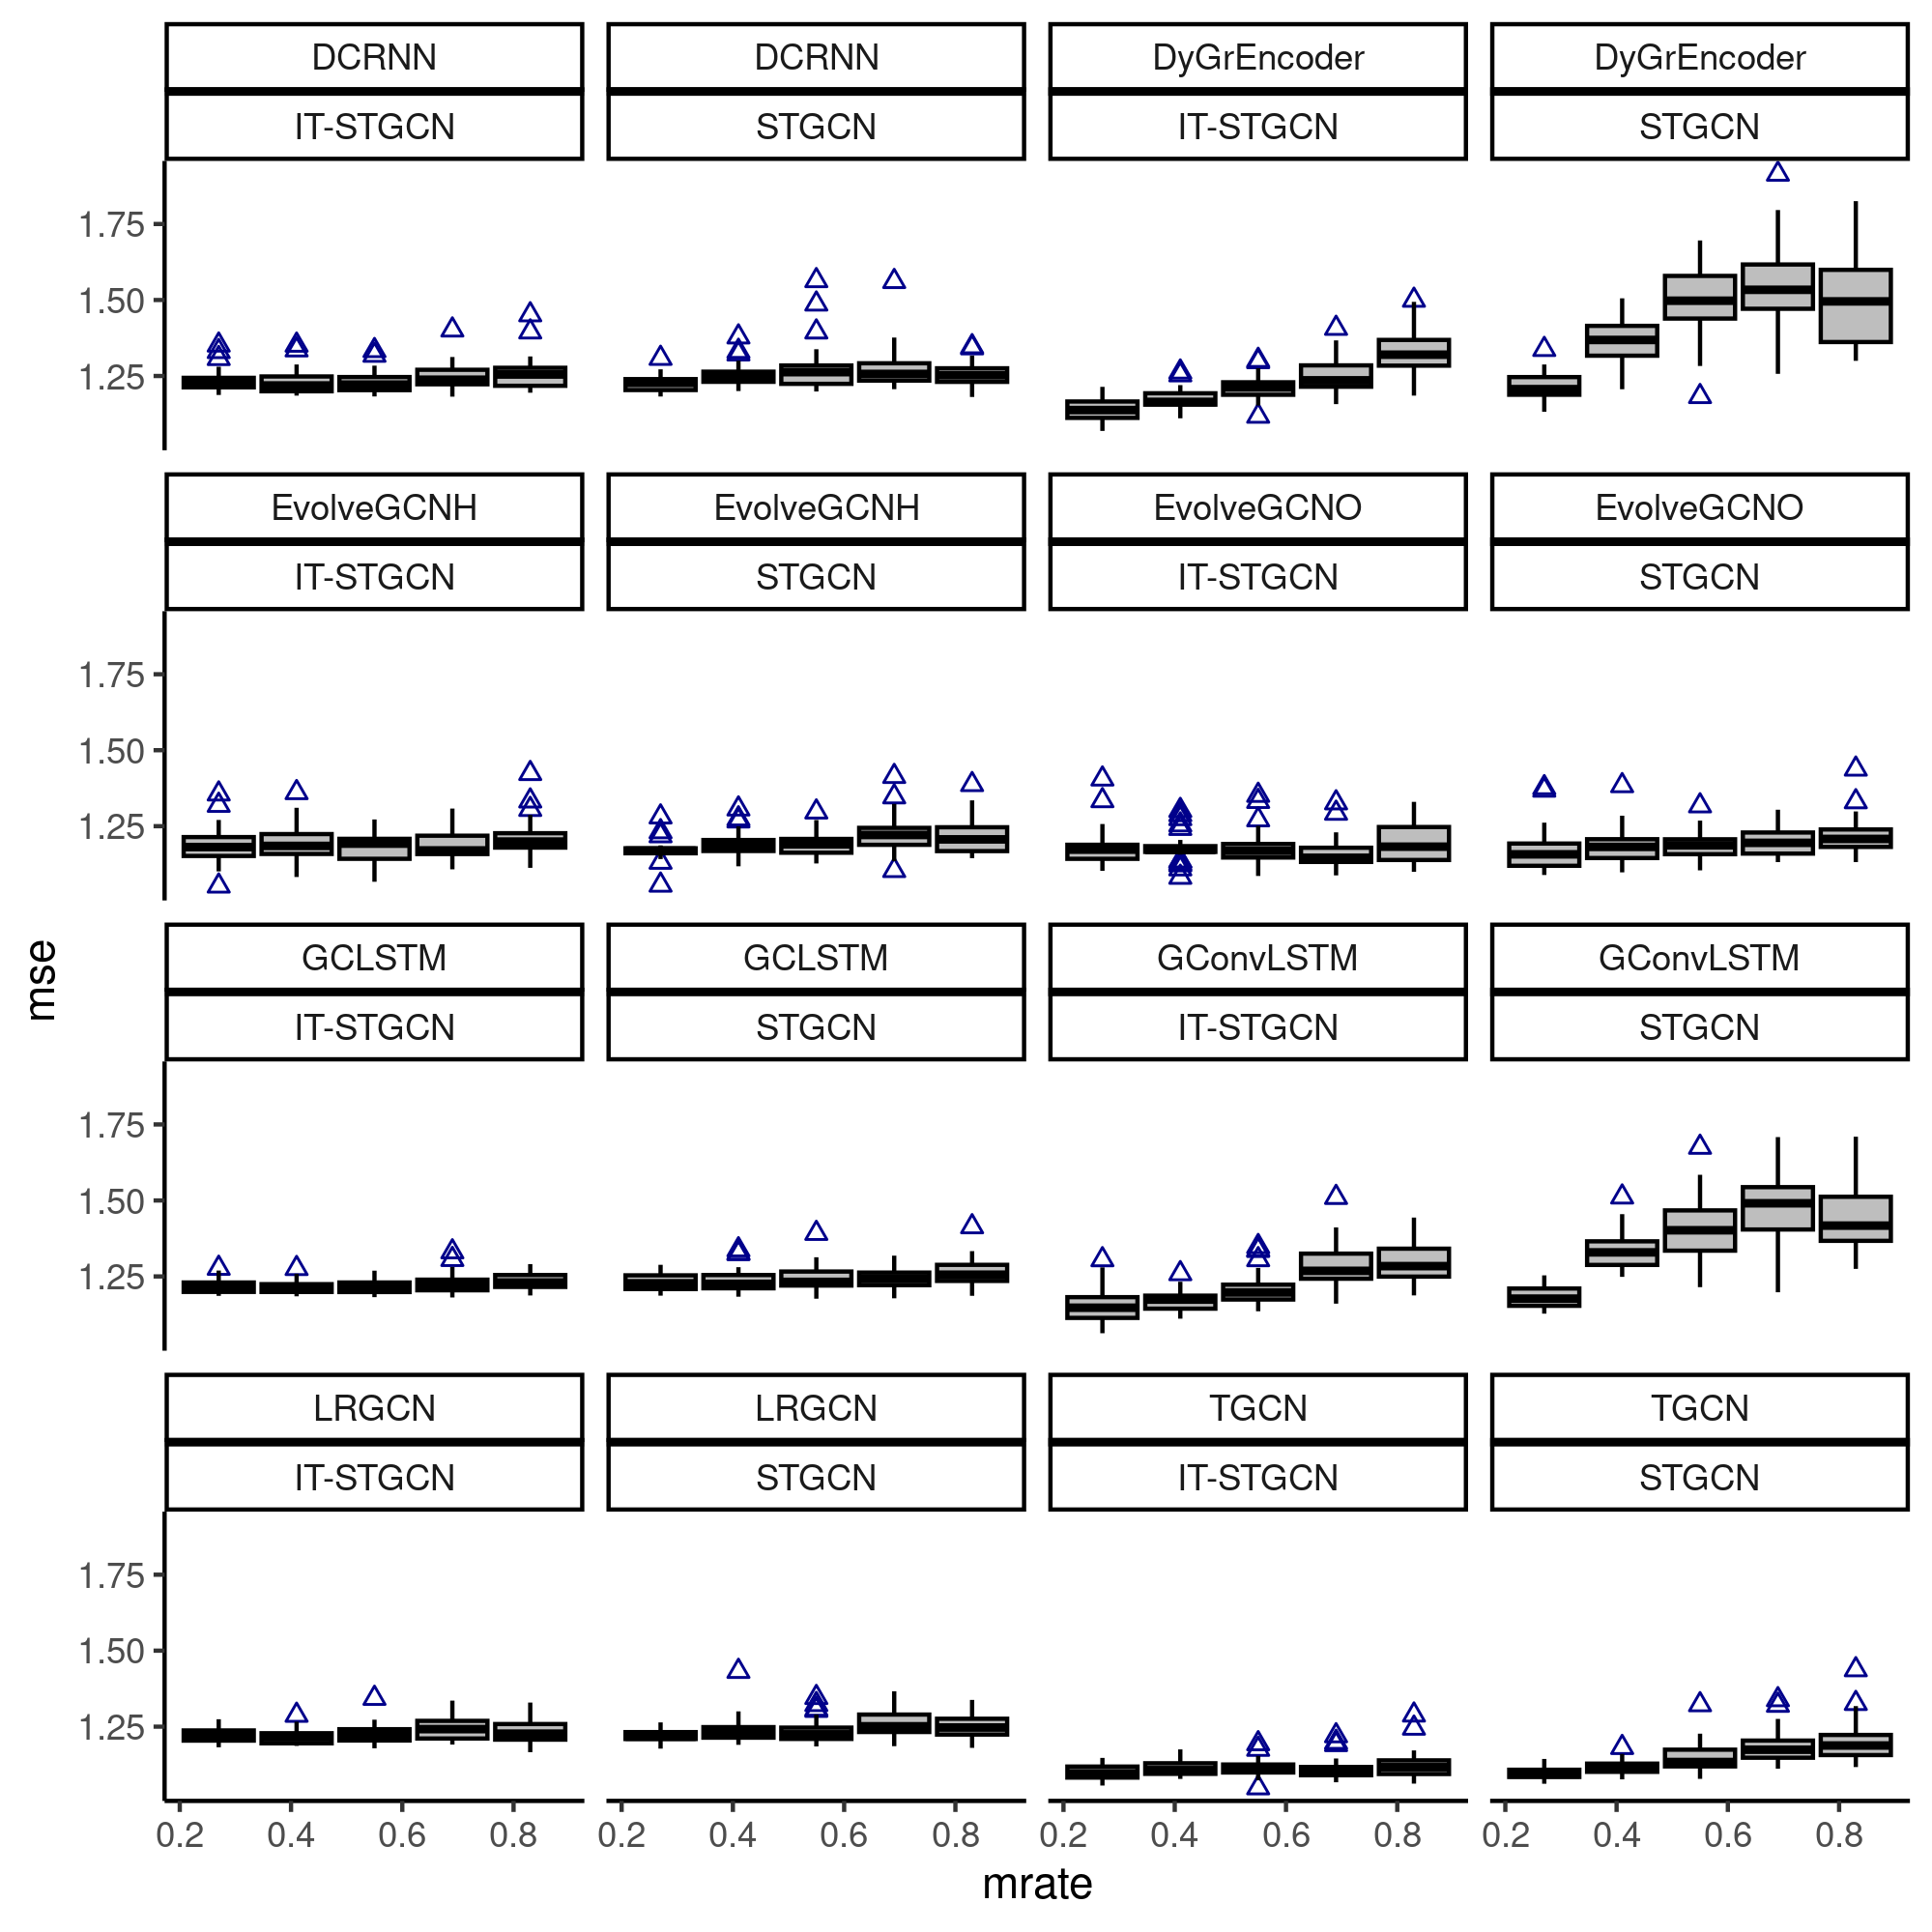 DCRNN DCRNN DyGrEncoder DyGrEncoder
IT-STGCN STGCN IT-STGCN STGCN
1.75
1.50
1.25
EvolveGCNH EvolveGCNH EvolveGCNO EvolveGCNO
IT-STGCN STGCN IT-STGCN STGCN
1.75
1.50
1.25
mse
GCLSTM GCLSTM GConvLSTM GConvLSTM
IT-STGCN STGCN IT-STGCN STGCN
1.75
1.50
1.25
LRGCN LRGCN TGCN TGCN
IT-STGCN STGCN IT-STGCN STGCN
1.75
1.50
1.25
0.2 0.4 0.6 0.8 0.2 0.4 0.6 0.8 0.2 0.4 0.6 0.8 0.2 0.4 0.6 0.8
mrate